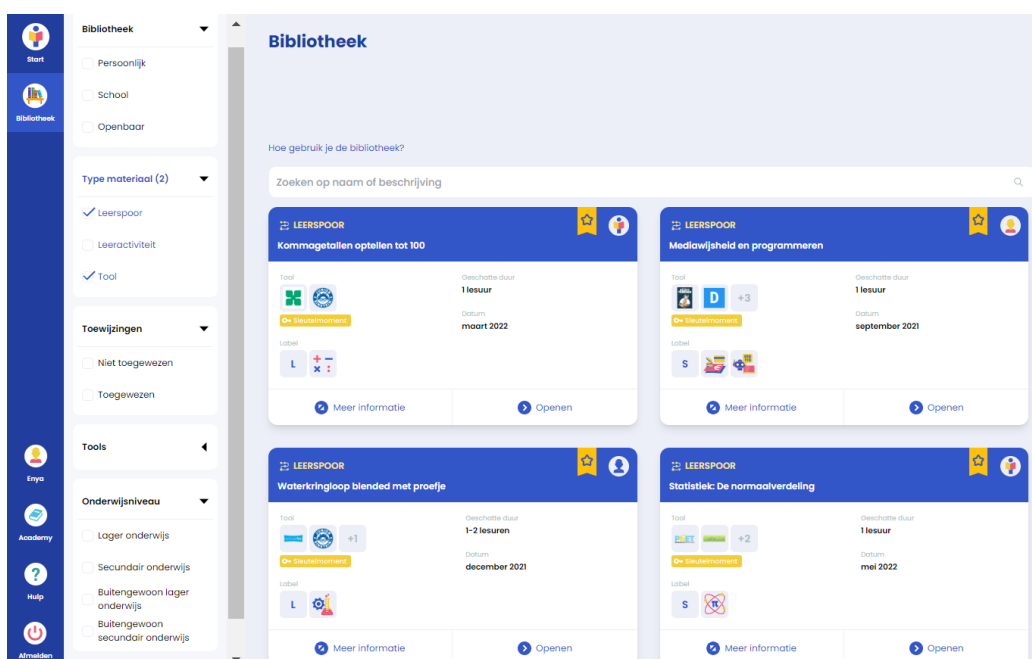 Start
Bibliotheek
Enya
Academy
Hulp
Afmelden
Bibliotheek
Persoonlijk
School
Openbaar
Type materiaal (2)
Leerspoor
Leeractiviteit
Tool
Toewijzingen
Niet toegewezen
Toegewezen
Tools
Onderwijsniveau
Lager onderwijs
Secundair onderwijs
Buitengewoon lager
onderwijs
Buitengewoon
secundair onderwijs
Bibliotheek
Hoe gebruik je de bibliotheek?
Zoeken op naam of beschrijving
LEERSPOOR
Kommagetallen optellen tot 100
Tool
Geschatte duur
1 lesuur
Sleutelmoment
Datum
maart 2022
Label
L
Meer informatie
Openen
LEERSPOOR
Mediawijsheid en programmeren
Tool
D
+3
Geschatte duur
1 lesuur
Sleutelmoment
Datum
september 2021
Label
S
Meer informatie
Openen
LEERSPOOR
Waterkringloop blended met proefje
Tool
+1
Geschatte duur
1-2 lesuren
Sleutelmoment
Datum
december 2021
Label
L
Meer informatie
Openen
LEERSPOOR
Statistiek: De normaalverdeling
Tool
PhET
+2
Geschatte duur
1 lesuur
Sleutelmoment
Datum
mei 2022
Label
S
π
Meer informatie
Openen